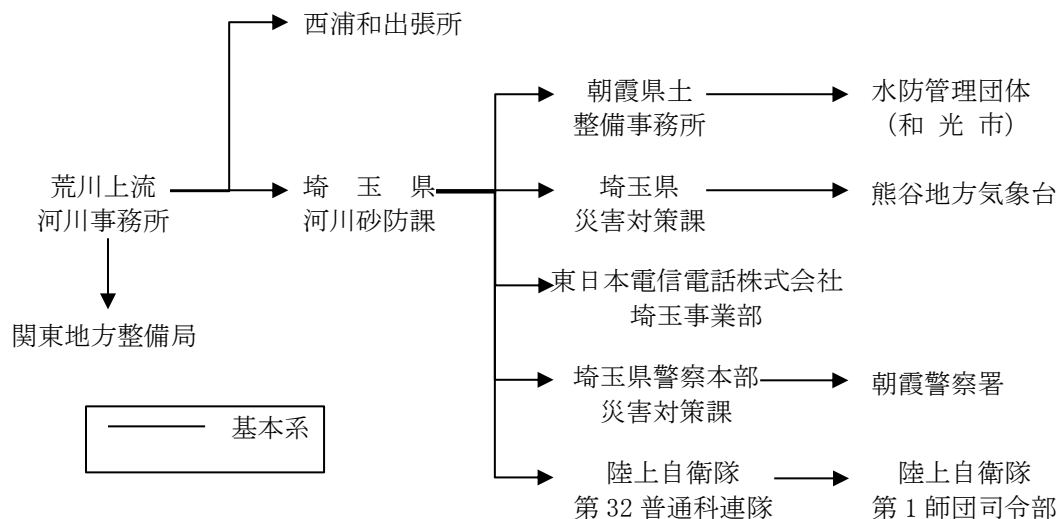 西浦和出張所
朝霞県土
整備事務所
水防管理団体
（和 光 市）
荒川上流
河川事務所
埼 玉 県
河川砂防課
埼玉県
災害対策課
熊谷地方気象台
東日本電信電話株式会社
埼玉事業部
関東地方整備局
埼玉県警察本部
災害対策課
朝霞警察署
基本系
陸上自衛隊
第 32 普通科連隊
陸上自衛隊
第 1 師団司令部